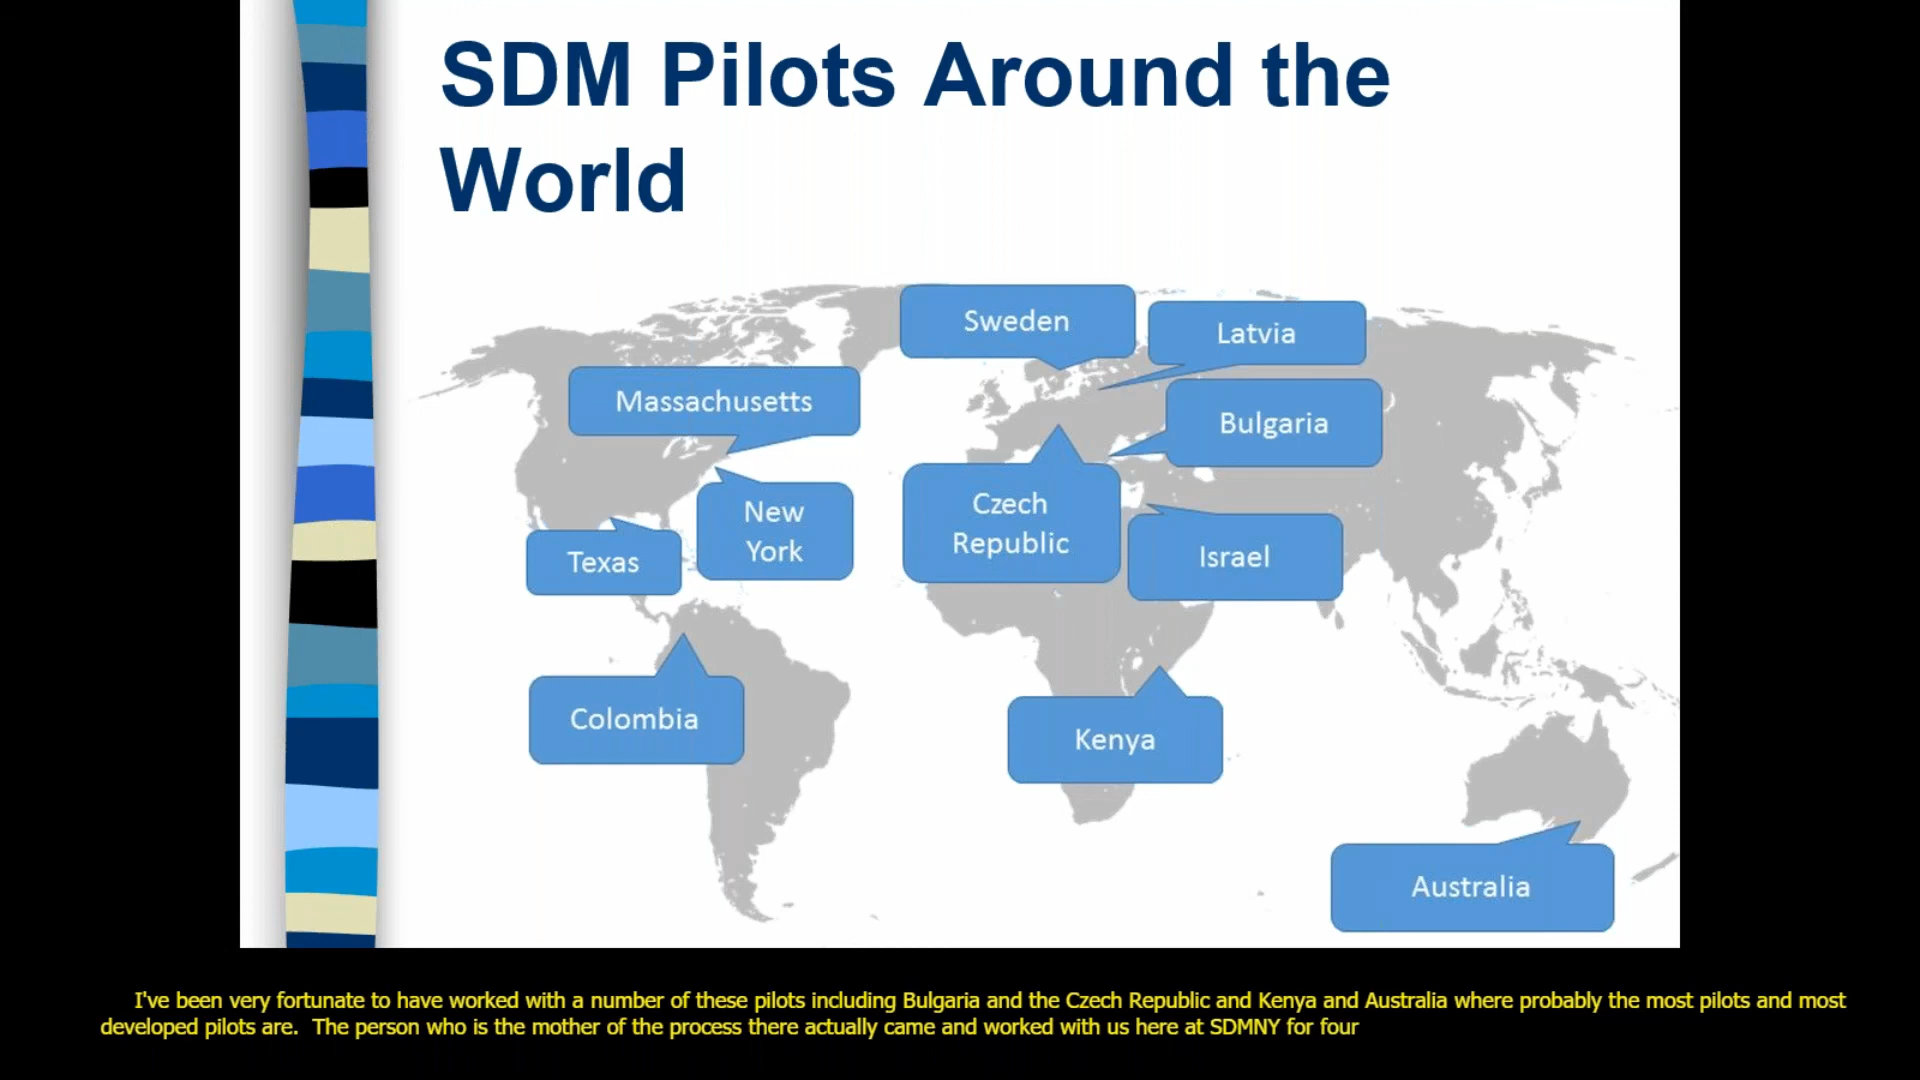 SDM Pilots Around the
World
Sweden
Latvia
Massachusetts
Bulgaria
New
York
Czech
Republic
Texas
Israel
Colombia
Kenya
Australia
I've been very fortunate to have worked with a number of these pilots including Bulgaria and the Czech Republic and Kenya and Australia where probably the most pilots and most
developed pilots are.  The person who is the mother of the process there actually came and worked with us here at SDMNY for four